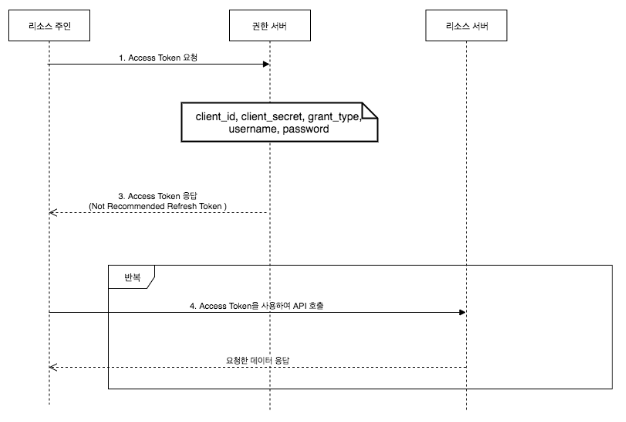 리소스 주인
권한 서버
리소스 서버
1. Access Token 요청
client_id, client_secret, grant_type,
username, password
3. Access Token 응답
(Not Recommended Refresh Token )
반복
4. Access Token을 사용하여 API 호출
요청한 데이터 응답